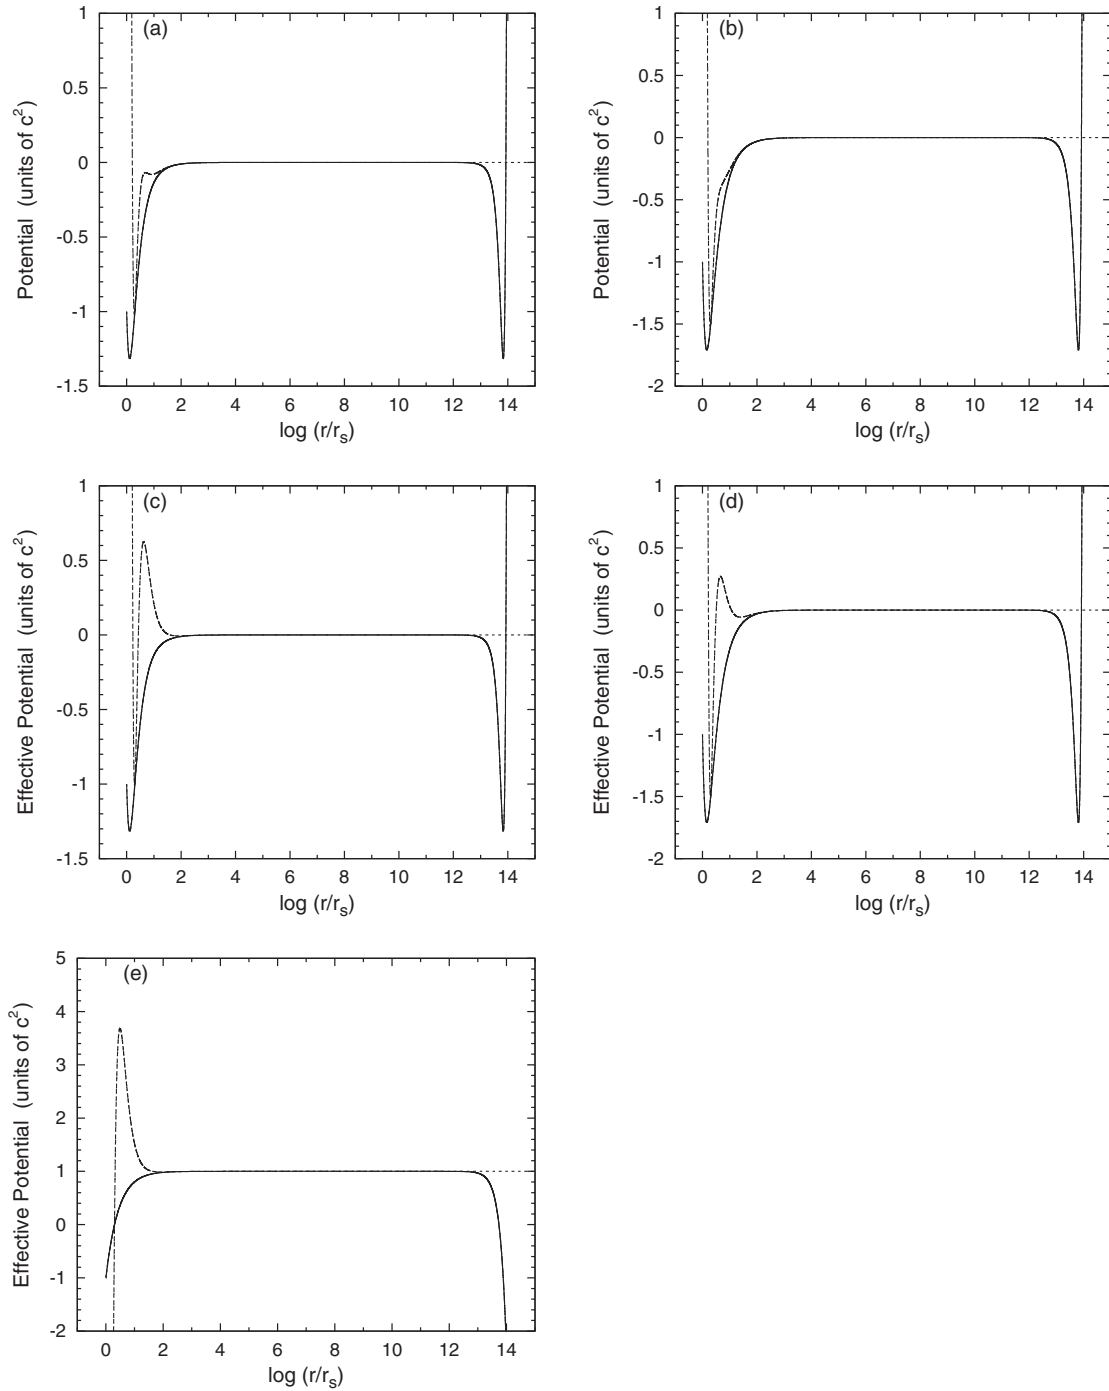 (a)
1
0.5
0
-0.5
-1
-1.5
Potential (units of c²)
0 2 4 6 8 10 12 14
log (r/rₛ)
(b)
1
0.5
0
-0.5
-1
-1.5
-2
Potential (units of c²)
0 2 4 6 8 10 12 14
log (r/rₛ)
(c)
1
0.5
0
-0.5
-1
-1.5
Effective Potential (units of c²)
0 2 4 6 8 10 12 14
log (r/rₛ)
(d)
1
0.5
0
-0.5
-1
-1.5
-2
Effective Potential (units of c²)
0 2 4 6 8 10 12 14
log (r/rₛ)
(e)
5
4
3
2
1
0
-1
-2
Effective Potential (units of c²)
0 2 4 6 8 10 12 14
log (r/rₛ)